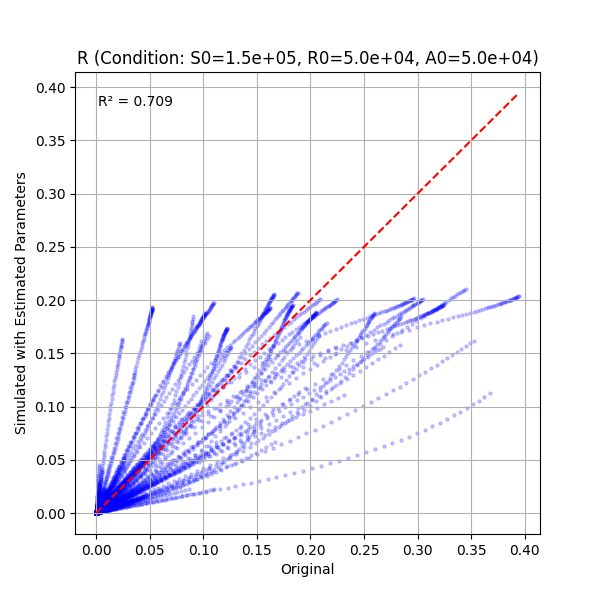 R (Condition: S0=1.5e+05, R0=5.0e+04, A0=5.0e+04)
R² = 0.709
0.40
0.35
0.30
0.25
0.20
0.15
0.10
0.05
0.00
Simulated with Estimated Parameters
0.00 0.05 0.10 0.15 0.20 0.25 0.30 0.35 0.40
Original